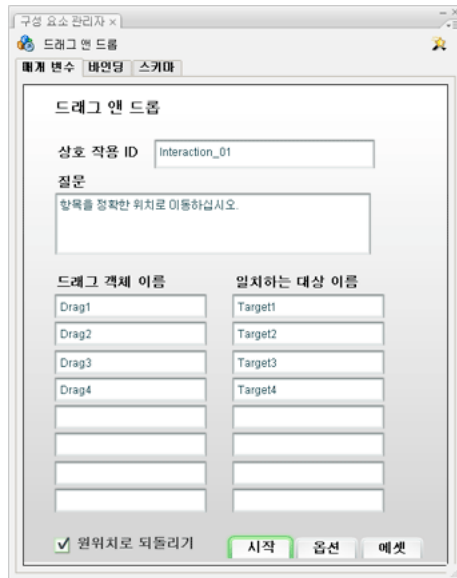 구성 요소 관리자 ×
드래그 앤 드롭
매개 변수 바인딩 스키마
드래그 앤 드롭
상호 작용 ID Interaction_01
질문
항목을 정확한 위치로 이동하십시오.
드래그 객체 이름 일치하는 대상 이름
Drag1 Target1
Drag2 Target2
Drag3 Target3
Drag4 Target4
원위치로 되돌리기 시작 옵션 에셋